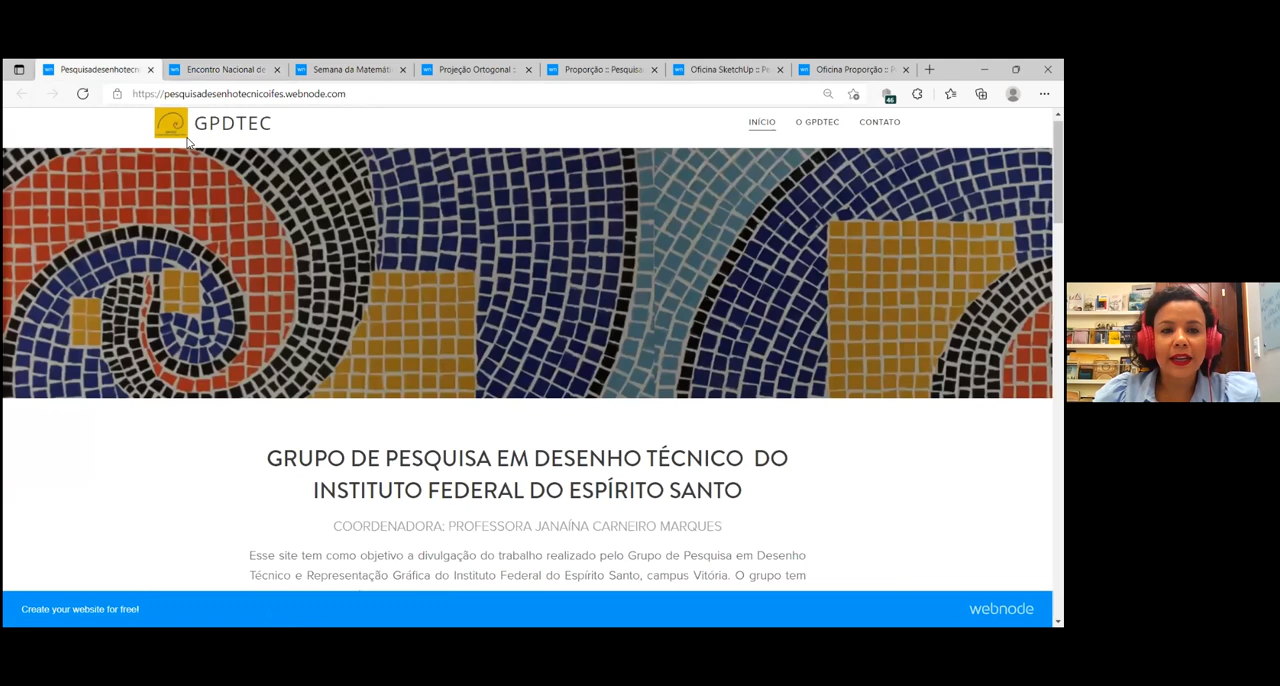 Pesquisadesenhotecni
Encontro Nacional de
Semana da Matemáti
Projeção Ortogonal ::
Proporção :: Pesquisa
Oficina SketchUp :: Pe
Oficina Proporção :: P
https://pesquisadesenhotecnicoifes.webnode.com
46
GPDTEC
INÍCIO
O GPDTEC
CONTATO
GRUPO DE PESQUISA EM DESENHO TÉCNICO DO
INSTITUTO FEDERAL DO ESPÍRITO SANTO
COORDENADORA: PROFESSORA JANAÍNA CARNEIRO MARQUES
Esse site tem como objetivo a divulgação do trabalho realizado pelo Grupo de Pesquisa em Desenho
Técnico e Representação Gráfica do Instituto Federal do Espírito Santo, campus Vitória. O grupo tem
Create your website for free!
webnode